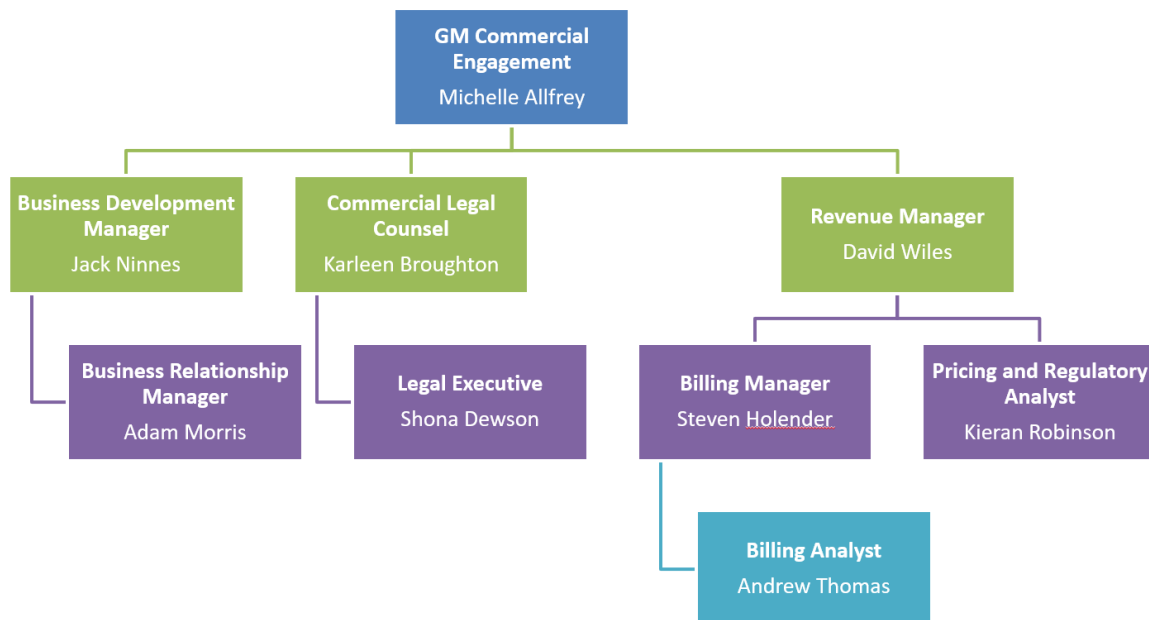 GM Commercial
Engagement
Michelle Allfrey
Business Development
Manager
Jack Ninnes
Commercial Legal
Counsel
Karleen Broughton
Revenue Manager
David Wiles
Business Relationship
Manager
Adam Morris
Legal Executive
Shona Dewson
Billing Manager
Steven Holender
Pricing and Regulatory
Analyst
Kieran Robinson
Billing Analyst
Andrew Thomas